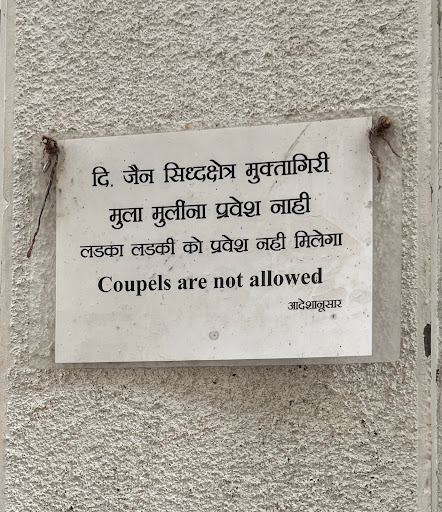 दि. जैन सिध्दक्षेत्र मुक्तागिरी
मुला मुलींना प्रवेश नाही
लडका लडकी को प्रवेश नही मिलेगा
Coupels are not allowed
आदेशानूसार